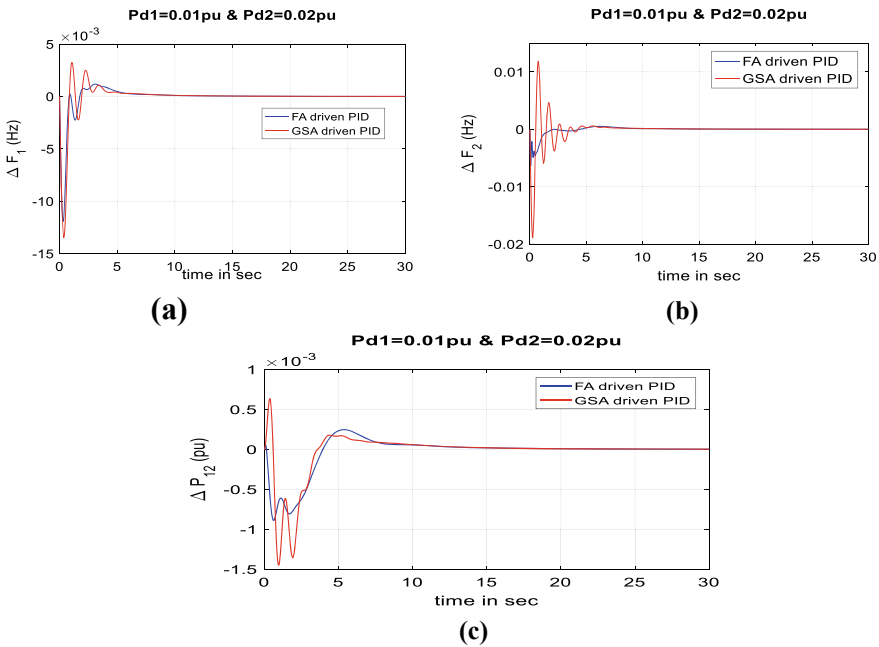 Pd1=0.01pu & Pd2=0.02pu
×10⁻³
5
0
-5
-10
-15
Δ F₁ (Hz)
FA driven PID
GSA driven PID
0 5 10 15 20 25 30
time in sec
(a)
Pd1=0.01pu & Pd2=0.02pu
0.01
0
-0.01
-0.02
Δ F₂ (Hz)
FA driven PID
GSA driven PID
0 5 10 15 20 25 30
time in sec
(b)
Pd1=0.01pu & Pd2=0.02pu
×10⁻³
1
0.5
0
-0.5
-1
-1.5
Δ P₁₂ (pu)
FA driven PID
GSA driven PID
0 5 10 15 20 25 30
time in sec
(c)